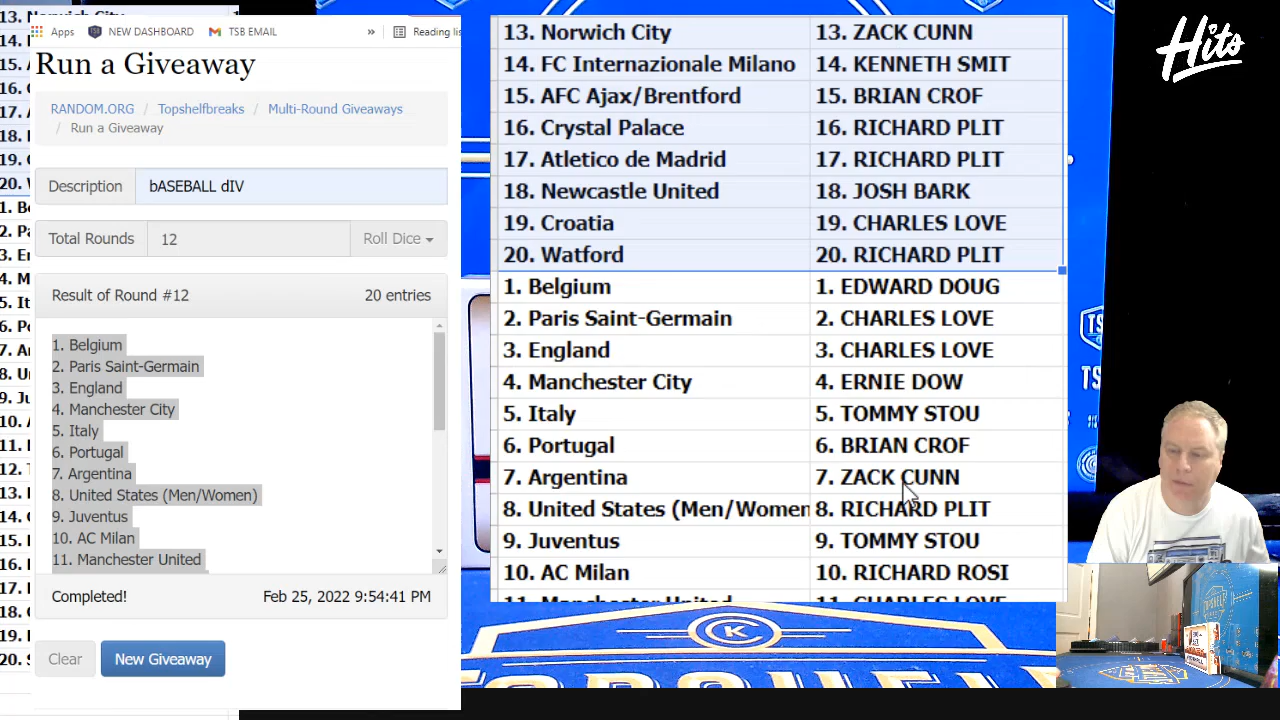 Apps
NEW DASHBOARD
TSB EMAIL
»
Reading lis
Run a Giveaway
RANDOM.ORG / Topshelfbreaks / Multi-Round Giveaways
/ Run a Giveaway
Description
bASEBALL dIV
Total Rounds
12
Roll Dice
Result of Round #12
20 entries
1. Belgium
2. Paris Saint-Germain
3. England
4. Manchester City
5. Italy
6. Portugal
7. Argentina
8. United States (Men/Women)
9. Juventus
10. AC Milan
11. Manchester United
Completed!
Feb 25, 2022 9:54:41 PM
Clear
New Giveaway
13. Norwich City 13. ZACK CUNN
14. FC Internazionale Milano 14. KENNETH SMIT
15. AFC Ajax/Brentford 15. BRIAN CROF
16. Crystal Palace 16. RICHARD PLIT
17. Atletico de Madrid 17. RICHARD PLIT
18. Newcastle United 18. JOSH BARK
19. Croatia 19. CHARLES LOVE
20. Watford 20. RICHARD PLIT
1. Belgium 1. EDWARD DOUG
2. Paris Saint-Germain 2. CHARLES LOVE
3. England 3. CHARLES LOVE
4. Manchester City 4. ERNIE DOW
5. Italy 5. TOMMY STOU
6. Portugal 6. BRIAN CROF
7. Argentina 7. ZACK CUNN
8. United States (Men/Women 8. RICHARD PLIT
9. Juventus 9. TOMMY STOU
10. AC Milan 10. RICHARD ROSI
11. Manchester United 11. CHARLES LOVE
Hits
TOPSHELF